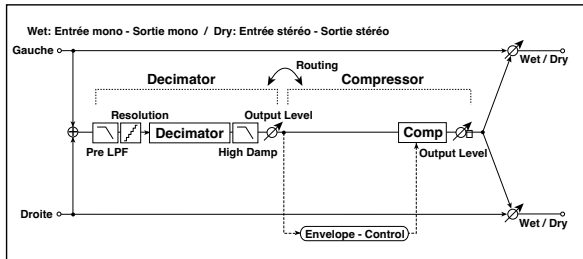 Wet: Entrée mono - Sortie mono / Dry: Entrée stéréo - Sortie stéréo
Gauche
Wet / Dry
Routing
Decimator
Compressor
Resolution
Output Level
Decimator
Comp
Pre LPF
High Damp
Output Level
Droite
Wet / Dry
Envelope - Control